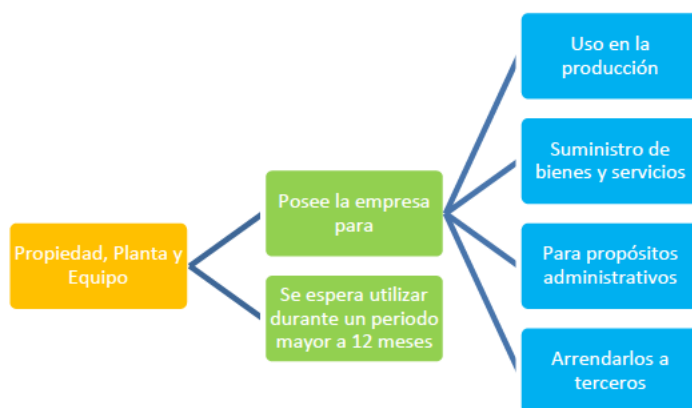 Propiedad, Planta y
Equipo
Posee la empresa
para
Se espera utilizar
durante un periodo
mayor a 12 meses
Uso en la
producción
Suministro de
bienes y servicios
Para propósitos
administrativos
Arrendarlos a
terceros